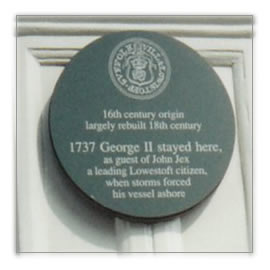 16th century origin
largely rebuilt 18th century
1737 George II stayed here,
as guest of John Jex
a leading Lowestoft citizen,
when storms forced
his vessel ashore